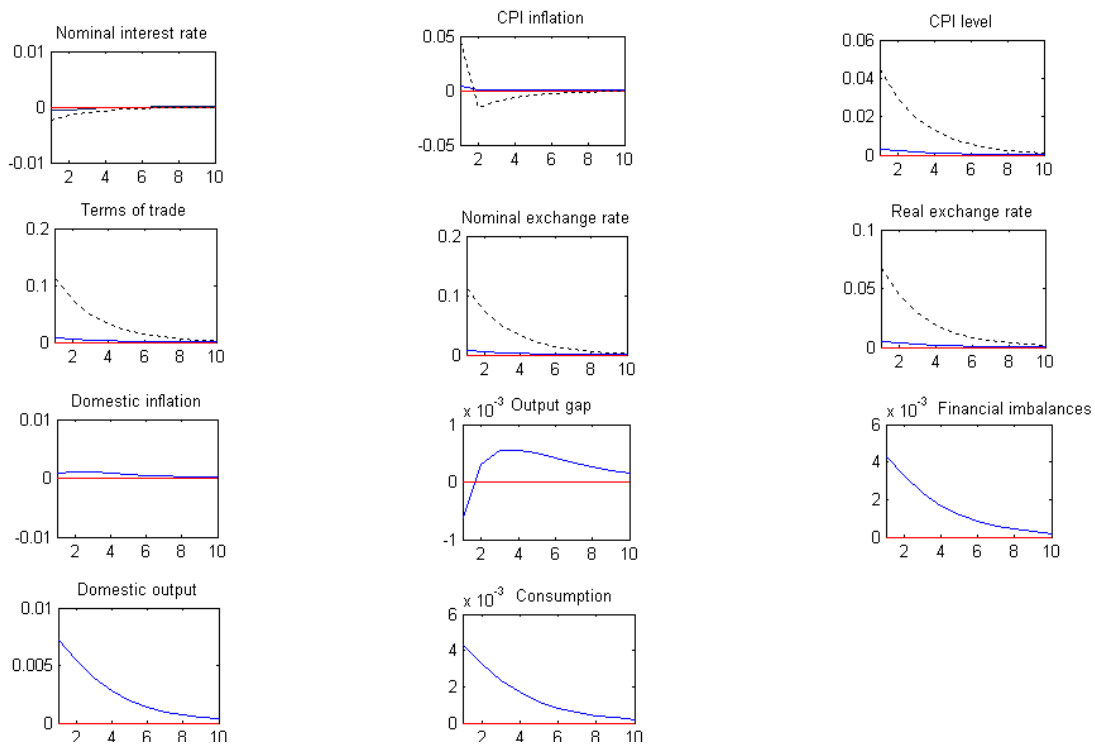 Nominal interest rate
0.01
0
-0.01
2 4 6 8 10
CPI inflation
0.05
0
-0.05
2 4 6 8 10
CPI level
0.06
0.04
0.02
0
2 4 6 8 10
Terms of trade
0.2
0.1
0
2 4 6 8 10
Nominal exchange rate
0.2
0.1
0
2 4 6 8 10
Real exchange rate
0.1
0.05
0
2 4 6 8 10
Domestic inflation
0.01
0
-0.01
2 4 6 8 10
x 10-3 Output gap
1
0
-1
2 4 6 8 10
x 10-3 Financial imbalances
6
4
2
0
2 4 6 8 10
Domestic output
0.01
0.005
0
2 4 6 8 10
x 10-3 Consumption
6
4
2
0
2 4 6 8 10